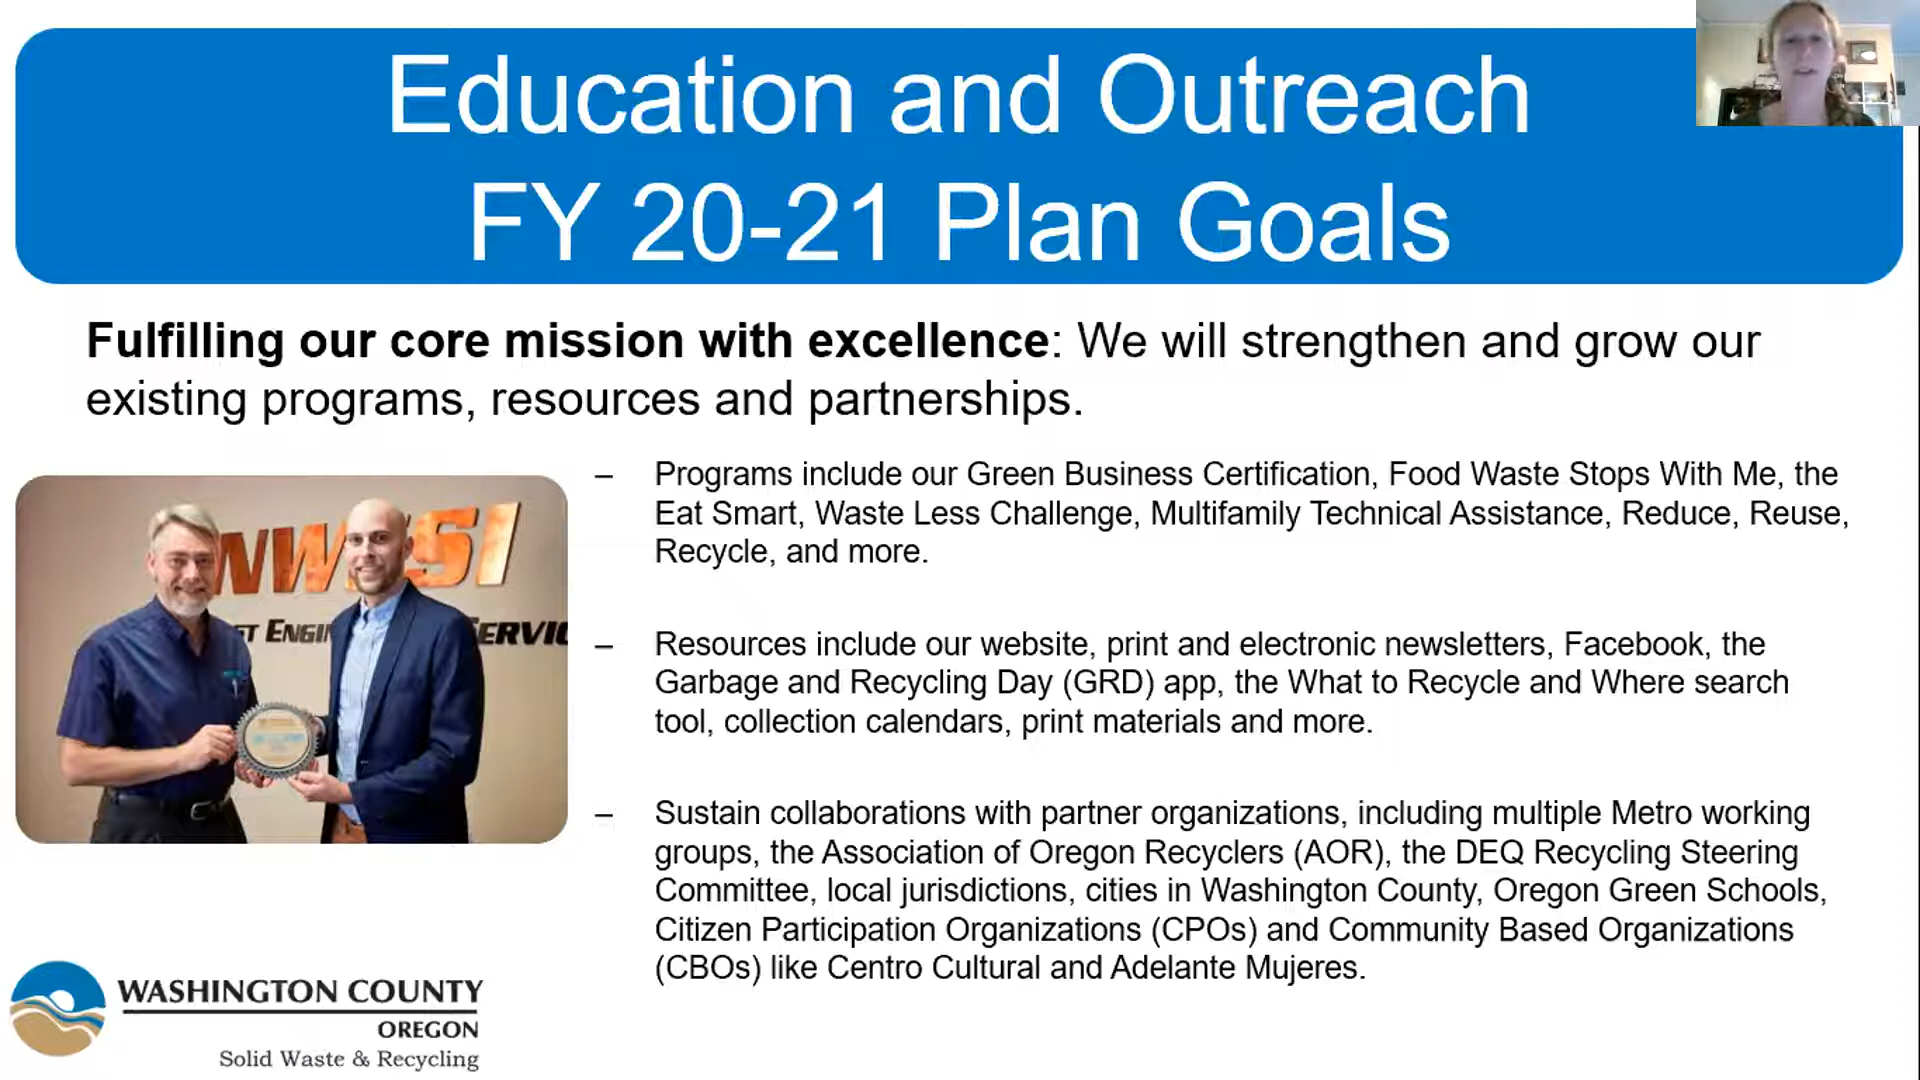 Education and Outreach
FY 20-21 Plan Goals
Fulfilling our core mission with excellence: We will strengthen and grow our
existing programs, resources and partnerships.
– Programs include our Green Business Certification, Food Waste Stops With Me, the
Eat Smart, Waste Less Challenge, Multifamily Technical Assistance, Reduce, Reuse,
Recycle, and more.
– Resources include our website, print and electronic newsletters, Facebook, the
Garbage and Recycling Day (GRD) app, the What to Recycle and Where search
tool, collection calendars, print materials and more.
– Sustain collaborations with partner organizations, including multiple Metro working
groups, the Association of Oregon Recyclers (AOR), the DEQ Recycling Steering
Committee, local jurisdictions, cities in Washington County, Oregon Green Schools,
Citizen Participation Organizations (CPOs) and Community Based Organizations
(CBOs) like Centro Cultural and Adelante Mujeres.
WASHINGTON COUNTY
OREGON
Solid Waste & Recycling